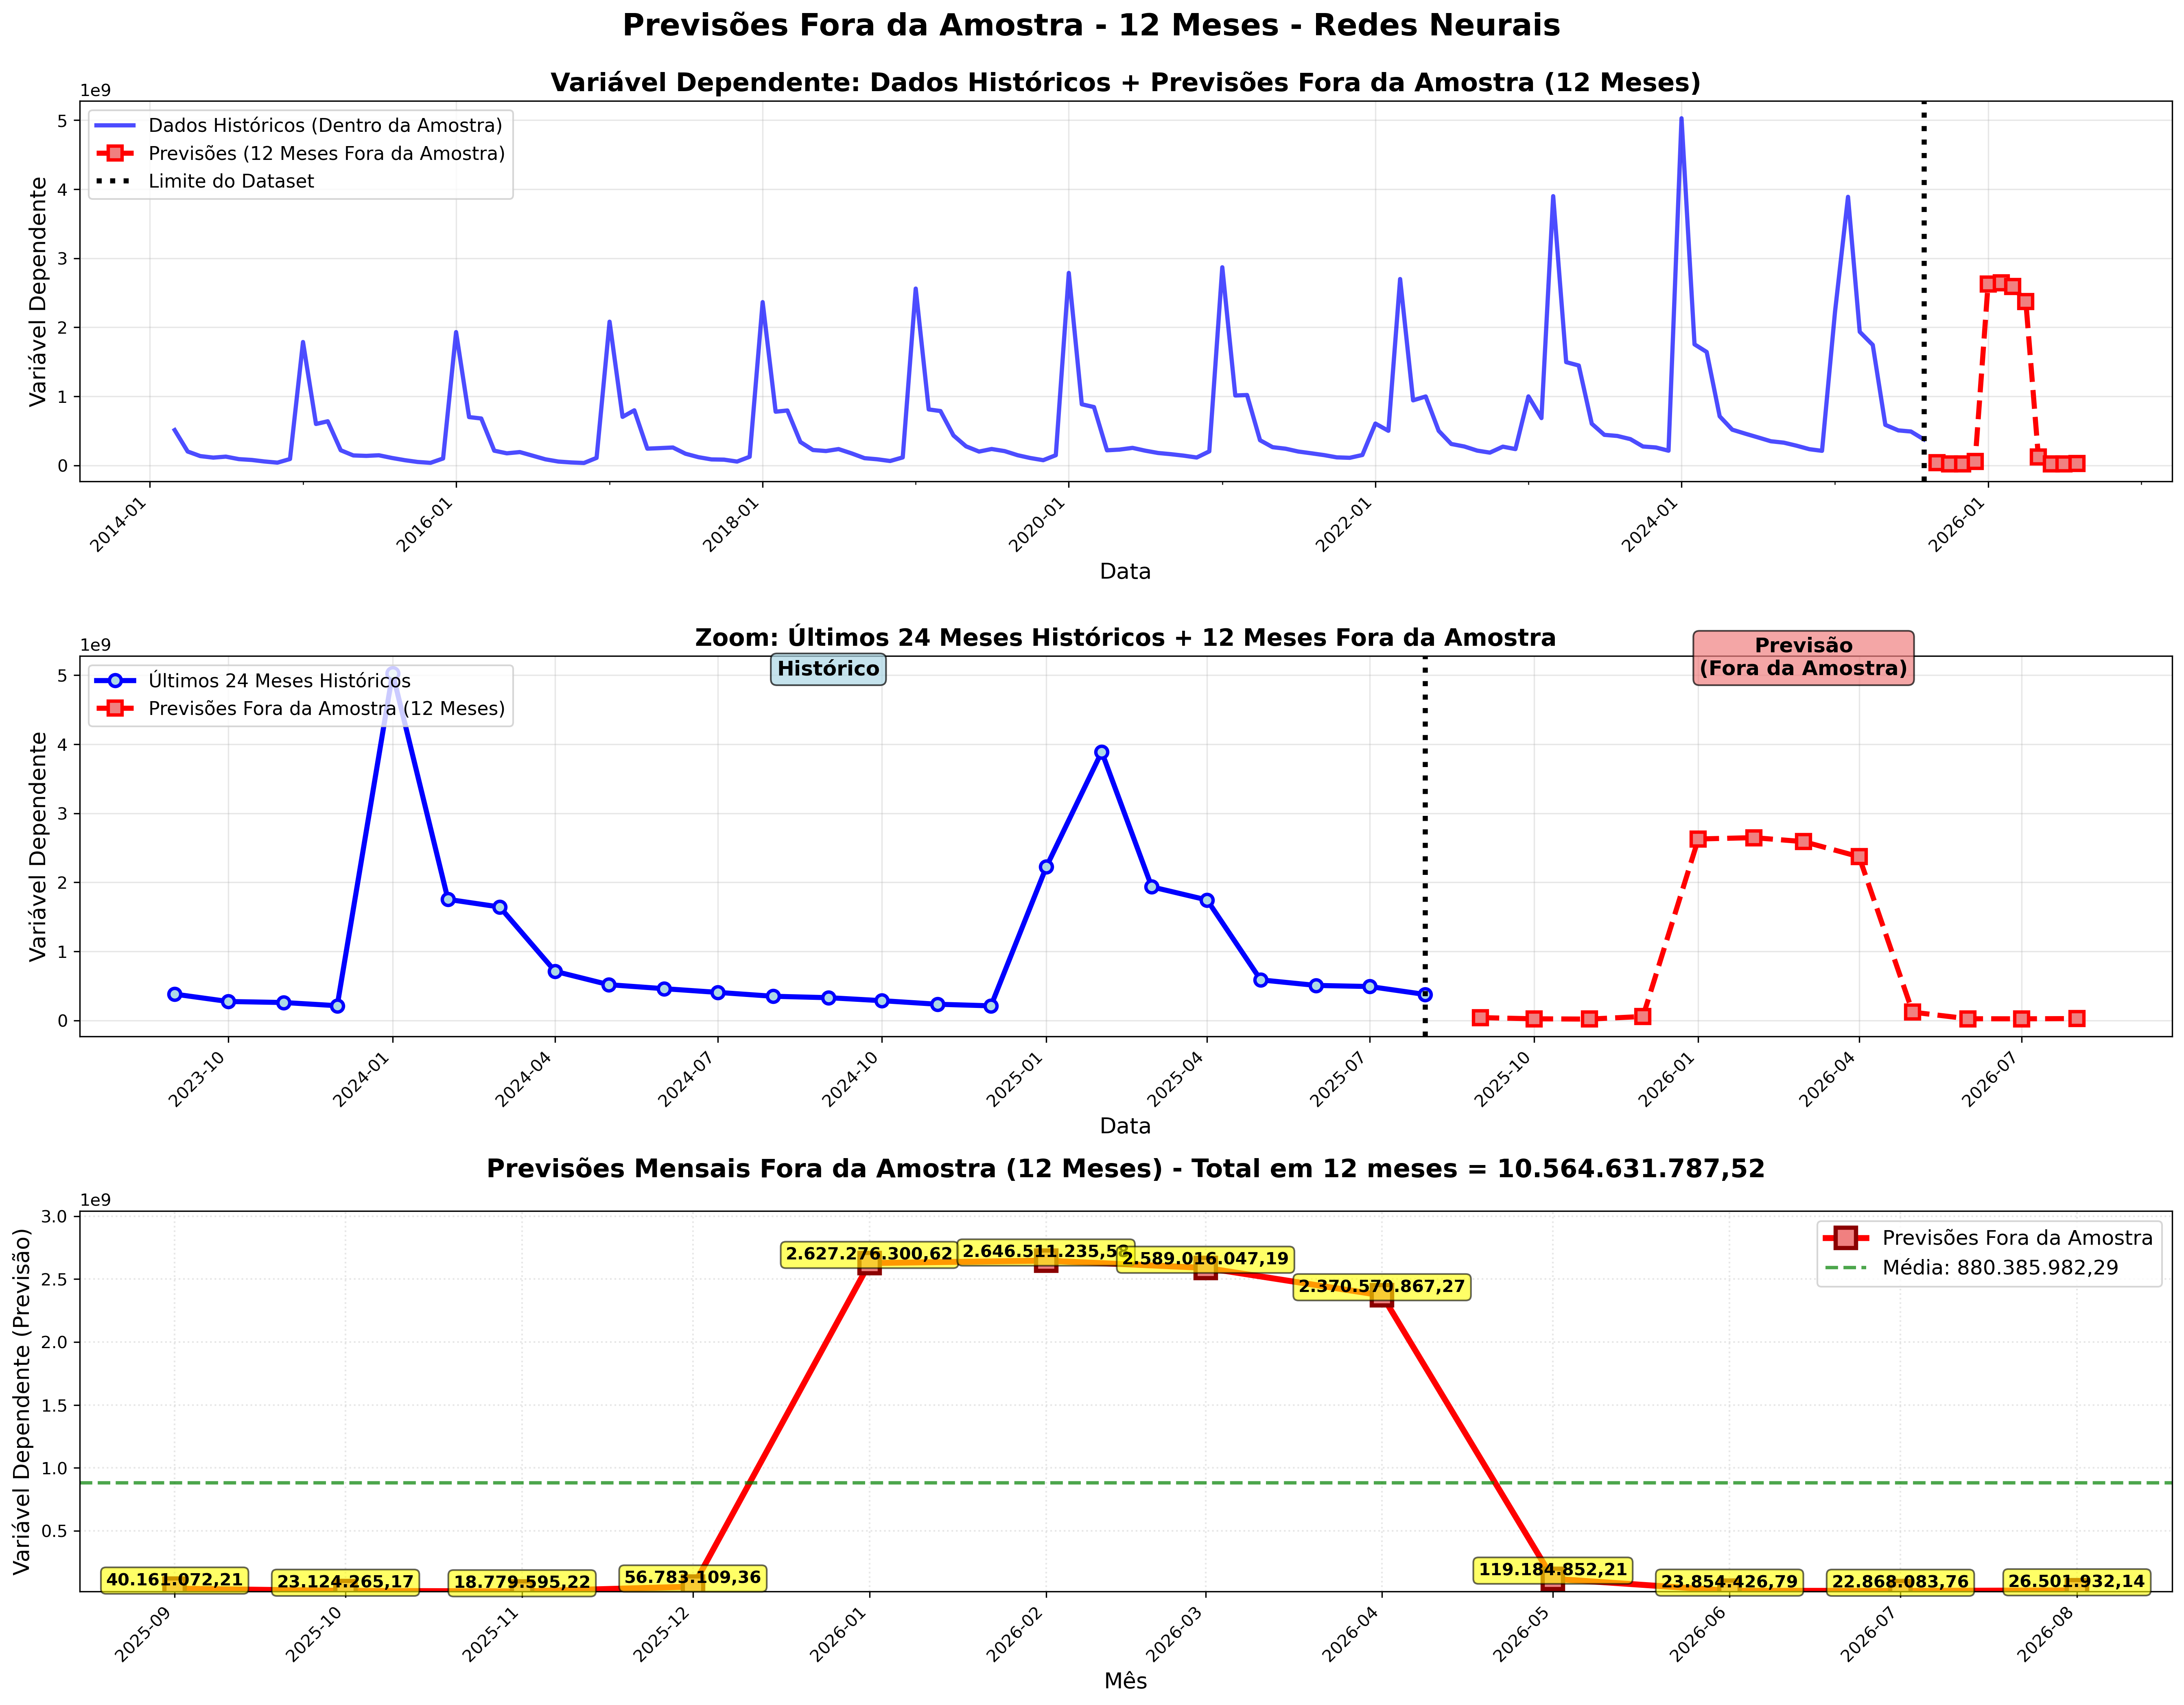 Previsões Fora da Amostra - 12 Meses - Redes Neurais
Variável Dependente: Dados Históricos + Previsões Fora da Amostra (12 Meses)
1e9
Dados Históricos (Dentro da Amostra)
Previsões (12 Meses Fora da Amostra)
Limite do Dataset
Variável Dependente
5
4
3
2
1
0
2014-01
2016-01
2018-01
2020-01
2022-01
2024-01
2026-01
Data
Zoom: Últimos 24 Meses Históricos + 12 Meses Fora da Amostra
1e9
Últimos 24 Meses Históricos
Previsões Fora da Amostra (12 Meses)
Histórico
Previsão
(Fora da Amostra)
Variável Dependente
5
4
3
2
1
0
2023-10
2024-01
2024-04
2024-07
2024-10
2025-01
2025-04
2025-07
2025-10
2026-01
2026-04
2026-07
Data
Previsões Mensais Fora da Amostra (12 Meses) - Total em 12 meses = 10.564.631.787,52
1e9
Previsões Fora da Amostra
Média: 880.385.982,29
Variável Dependente (Previsão)
3.0
2.5
2.0
1.5
1.0
0.5
40.161.072,21
23.124.265,17
18.779.595,22
56.783.109,36
2.627.276.300,62
2.589.016.047,19
2.370.570.867,27
119.184.852,21
23.854.426,79
22.868.083,76
26.501.932,14
2025-09
2025-10
2025-11
2025-12
2026-01
2026-02
2026-03
2026-04
2026-05
2026-06
2026-07
2026-08
Mês